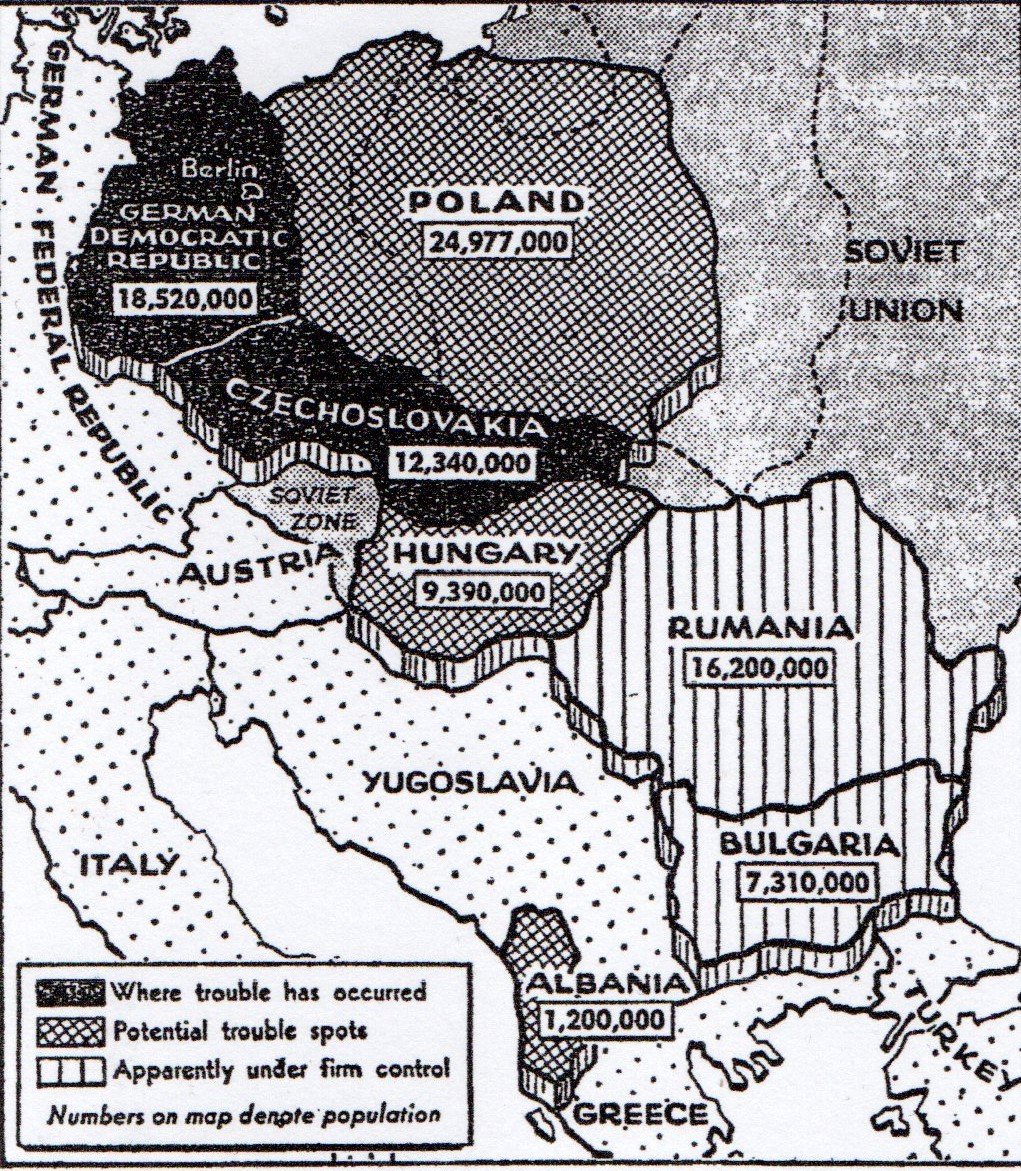 GERMAN FEDERAL REPUBLIC
Berlin
GERMAN
DEMOCRATIC
REPUBLIC
18,520,000
POLAND
24,977,000
SOVIET
UNION
CZECHOSLOVAKIA
12,340,000
SOVIET
ZONE
AUSTRIA
HUNGARY
9,390,000
RUMANIA
16,200,000
YUGOSLAVIA
ITALY
BULGARIA
7,310,000
ALBANIA
1,200,000
GREECE
TURKEY
Where trouble has occurred
Potential trouble spots
Apparently under firm control
Numbers on map denote population